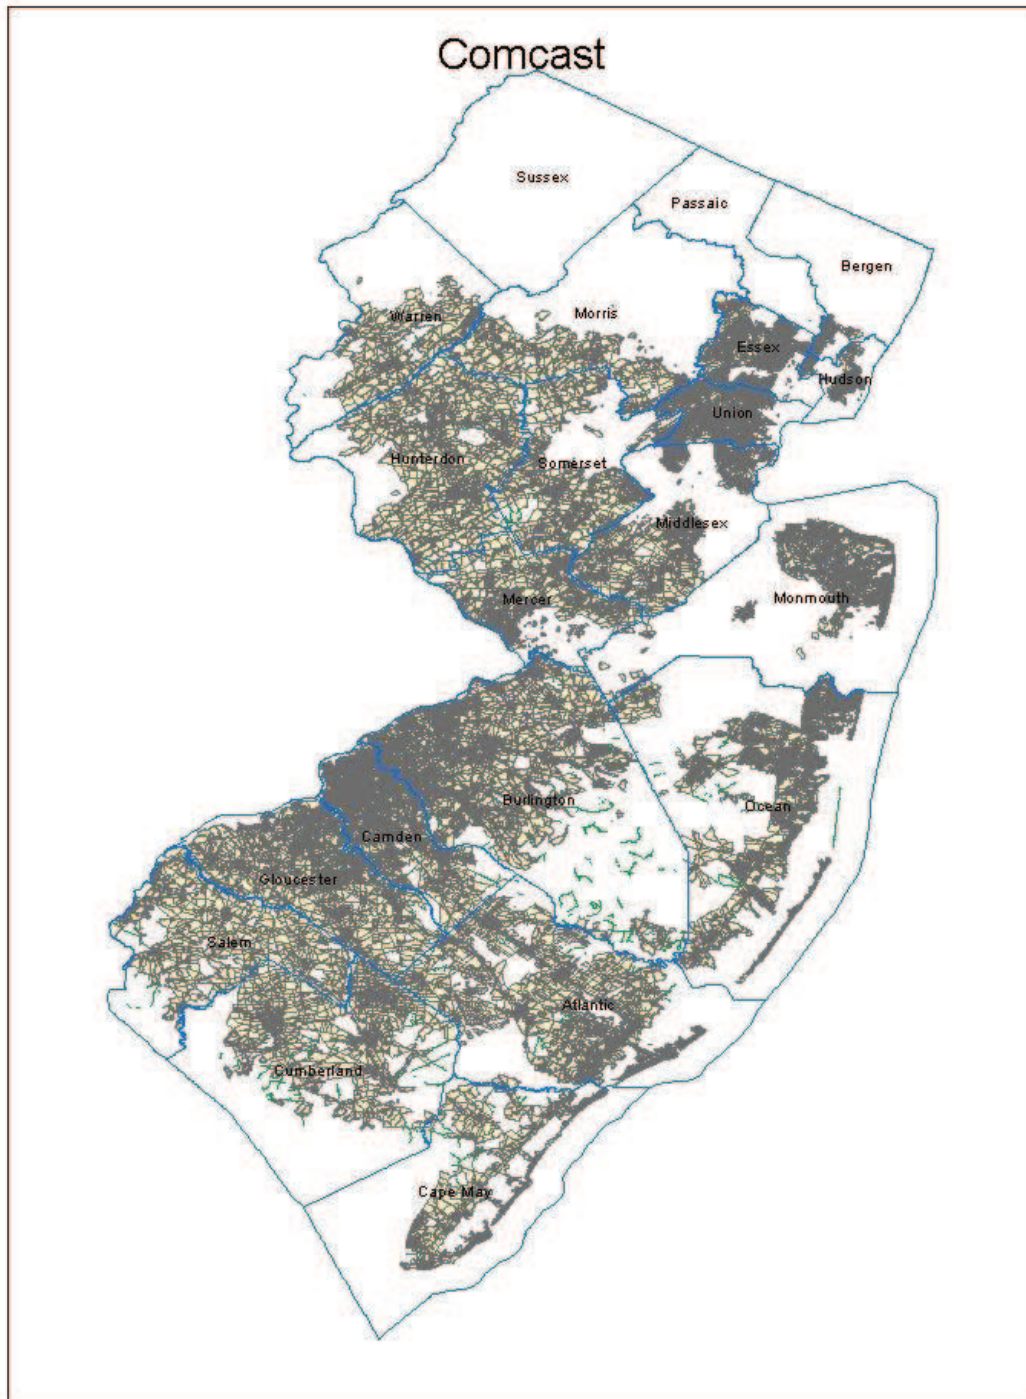 Comcast
Sussex
Passaic
Bergen
Warren
Morris
Essex
Hudson
Union
Hunterdon
Somerset
Middlesex
Mercer
Monmouth
Burlington
Ocean
Camden
Gloucester
Salem
Atlantic
Cumberland
Cape May